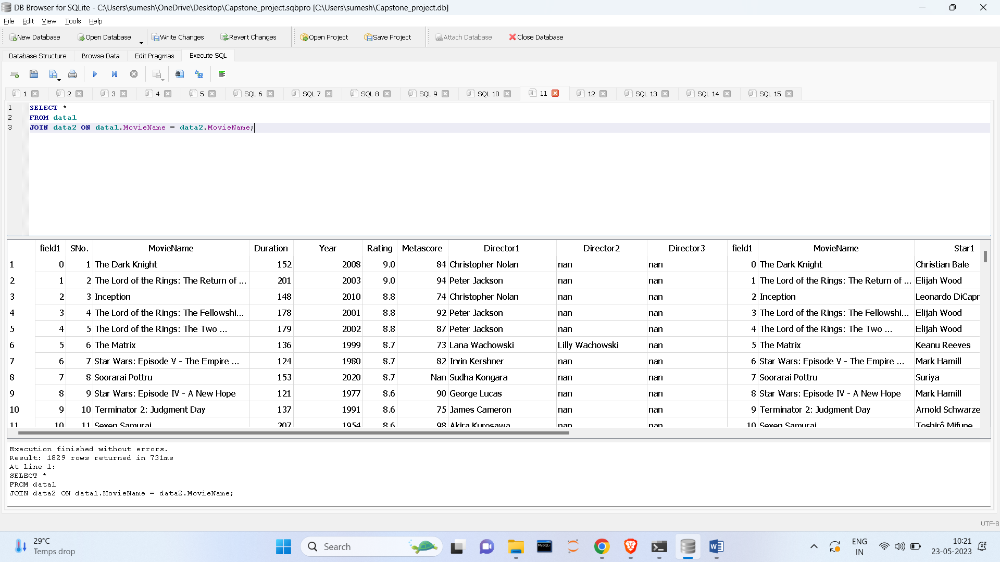 DB Browser for SQLite - C:\Users\sumesh\OneDrive\Desktop\Capstone_project.sqbpro [C:\Users\sumesh\Capstone_project.db]
File Edit View Tools Help
New Database Open Database Write Changes Revert Changes Open Project Save Project Attach Database Close Database
Database Structure Browse Data Edit Pragmas Execute SQL
1 2 3 4 5 SQL 6 SQL 7 SQL 8 SQL 9 SQL 10 11 12 SQL 13 SQL 14 SQL 15
1 SELECT *
2 FROM data1
3 JOIN data2 ON data1.MovieName = data2.MovieName;
field1 SNo. MovieName Duration Year Rating Metascore Director1 Director2 Director3 field1 MovieName Star1
1 0 1 The Dark Knight 152 2008 9.0 84 Christopher Nolan nan nan 0 The Dark Knight Christian Bale
2 1 2 The Lord of the Rings: The Return of ... 201 2003 9.0 94 Peter Jackson nan nan 1 The Lord of the Rings: The Return of ... Elijah Wood
3 2 3 Inception 148 2010 8.8 74 Christopher Nolan nan nan 2 Inception Leonardo DiCapr
4 3 4 The Lord of the Rings: The Fellowshi... 178 2001 8.8 92 Peter Jackson nan nan 3 The Lord of the Rings: The Fellowshi... Elijah Wood
5 4 5 The Lord of the Rings: The Two ... 179 2002 8.8 87 Peter Jackson nan nan 4 The Lord of the Rings: The Two ... Elijah Wood
6 5 6 The Matrix 136 1999 8.7 73 Lana Wachowski Lilly Wachowski nan 5 The Matrix Keanu Reeves
7 6 7 Star Wars: Episode V - The Empire ... 124 1980 8.7 82 Irvin Kershner nan nan 6 Star Wars: Episode V - The Empire ... Mark Hamill
8 7 8 Soorarai Pottru 153 2020 8.7 Nan Sudha Kongara nan nan 7 Soorarai Pottru Suriya
9 8 9 Star Wars: Episode IV - A New Hope 121 1977 8.6 90 George Lucas nan nan 8 Star Wars: Episode IV - A New Hope Mark Hamill
10 9 10 Terminator 2: Judgment Day 137 1991 8.6 75 James Cameron nan nan 9 Terminator 2: Judgment Day Arnold Schwarze
11 10 11 Seven Samurai 207 1954 8.6 98 Akira Kurosawa nan nan 10 Seven Samurai Toshirô Mifune
Execution finished without errors.
Result: 1829 rows returned in 731ms
At line 1:
SELECT *
FROM data1
JOIN data2 ON data1.MovieName = data2.MovieName;
UTF-8
29°C
Temps drop
Search
MySQL
ENG
IN
10:21
23-05-2023